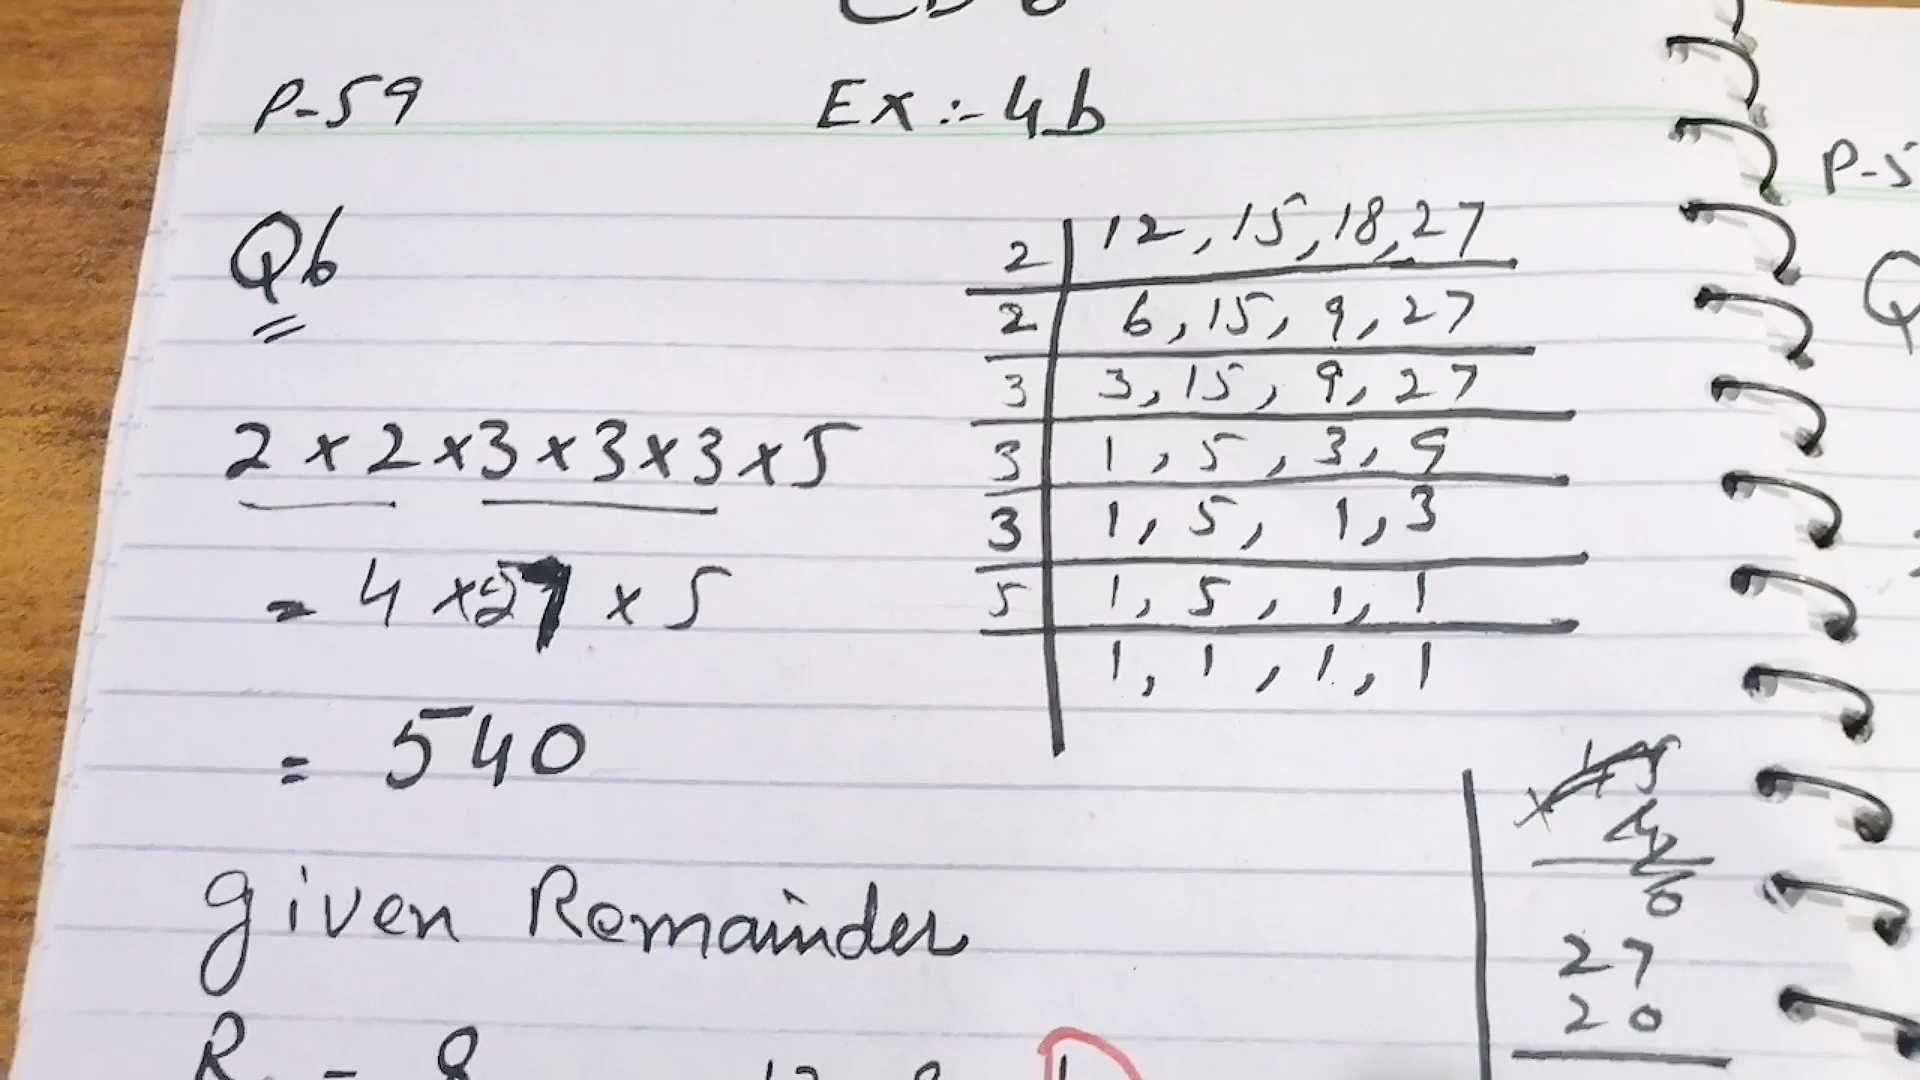 P-59 Ex:- 4b
Q6
2 × 2 × 3 × 3 × 3 × 5
= 4 × 27 × 5
= 540
2 | 12, 15, 18, 27
2 | 6, 15, 9, 27
3 | 3, 15, 9, 27
3 | 1, 5, 3, 9
3 | 1, 5, 1, 3
5 | 1, 5, 1, 1
1, 1, 1, 1
given Remainder
27
20
P-5
Q